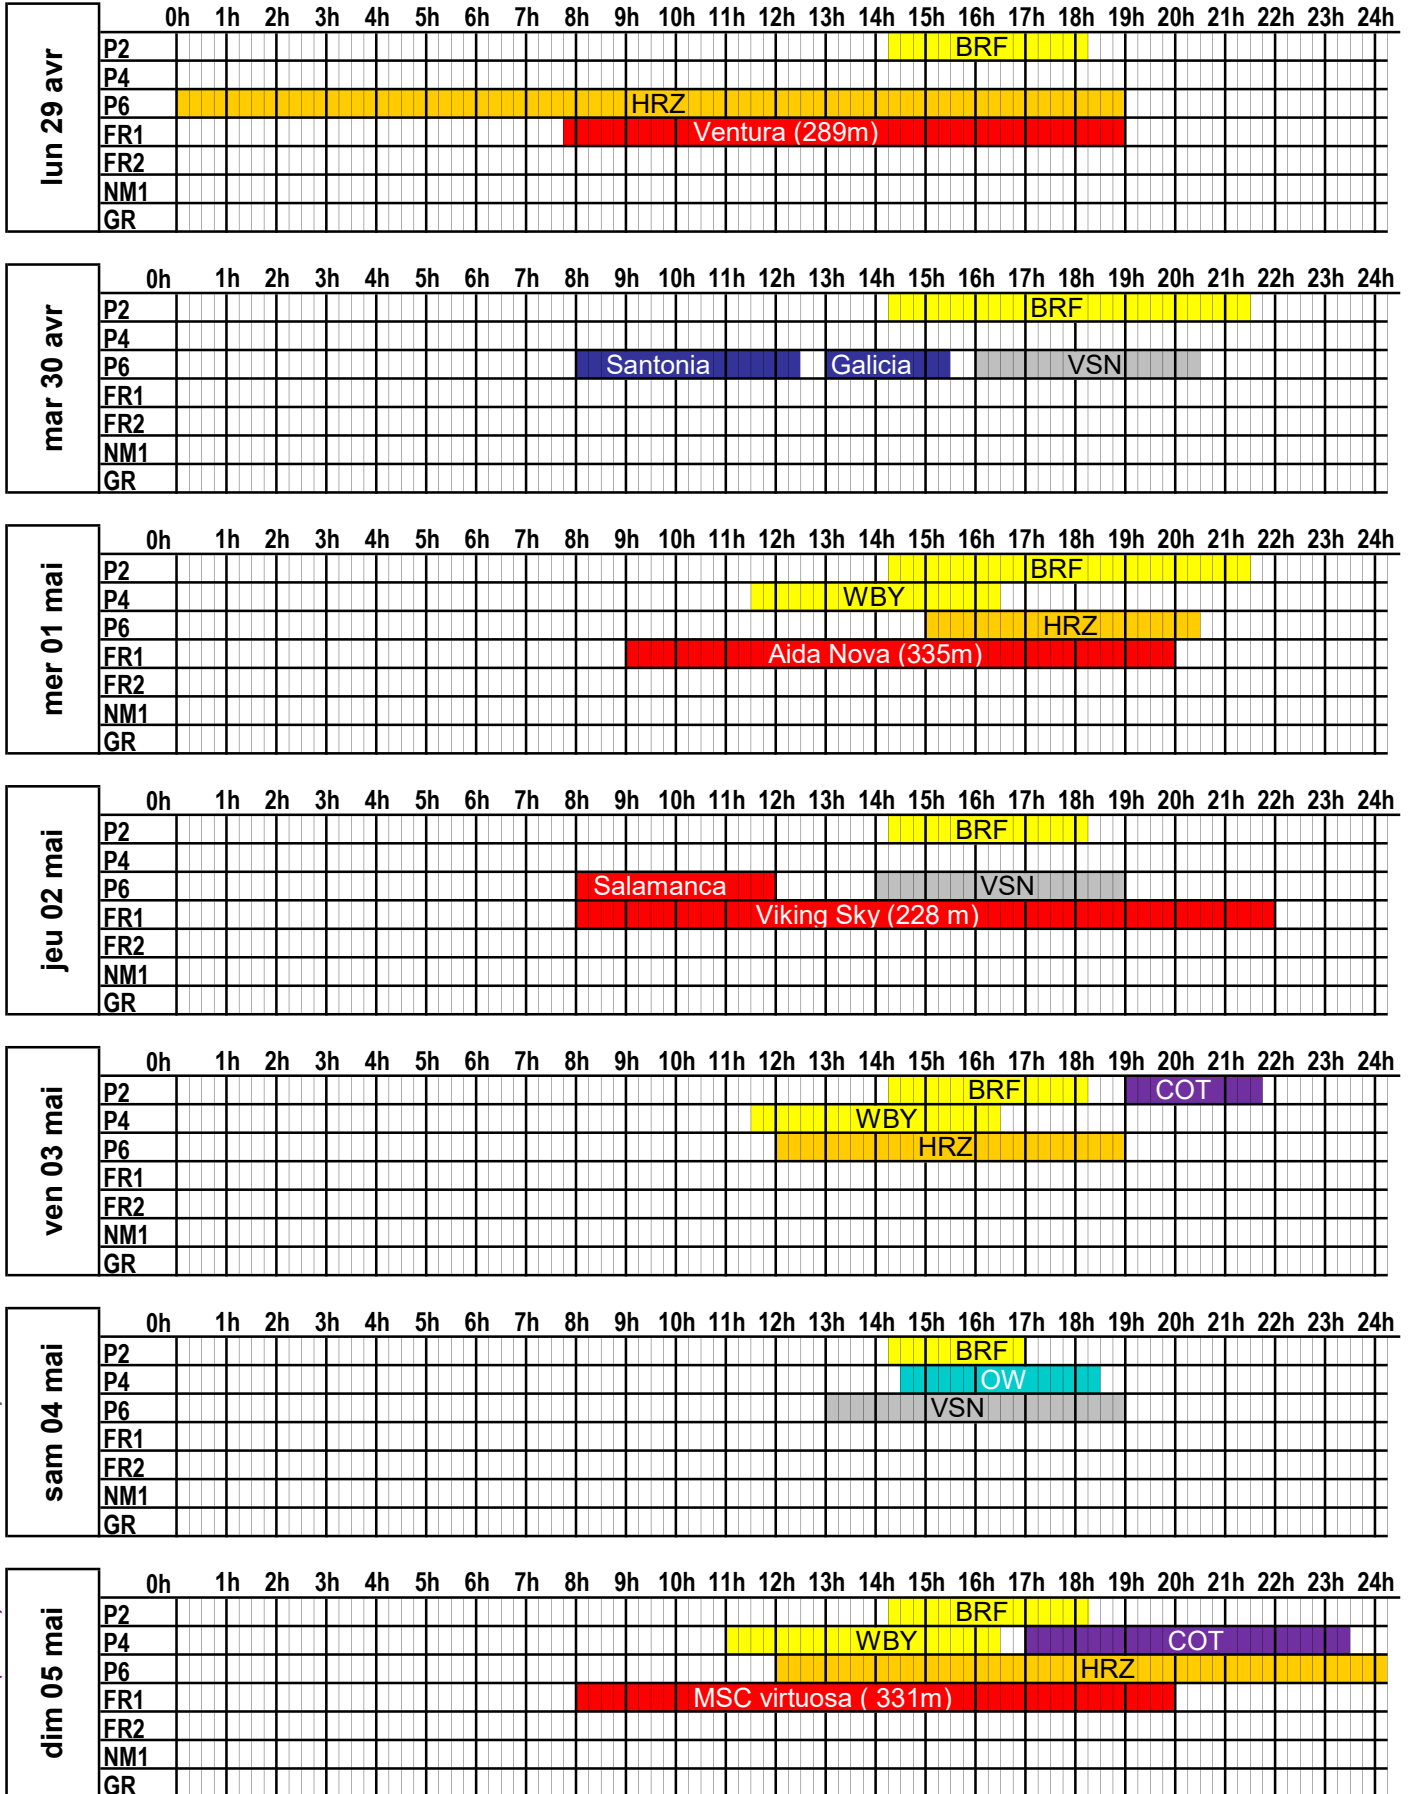 0h 1h 2h 3h 4h 5h 6h 7h 8h 9h 10h 11h 12h 13h 14h 15h 16h 17h 18h 19h 20h 21h 22h 23h 24h
lun 29 avr
P2 BRF
P4
P6 HRZ
FR1 Ventura (289m)
FR2
NM1
GR
0h 1h 2h 3h 4h 5h 6h 7h 8h 9h 10h 11h 12h 13h 14h 15h 16h 17h 18h 19h 20h 21h 22h 23h 24h
mar 30 avr
P2 BRF
P4
P6 Santonia Galicia VSN
FR1
FR2
NM1
GR
0h 1h 2h 3h 4h 5h 6h 7h 8h 9h 10h 11h 12h 13h 14h 15h 16h 17h 18h 19h 20h 21h 22h 23h 24h
mer 01 mai
P2 BRF
P4 WBY
P6 HRZ
FR1 Aida Nova (335m)
FR2
NM1
GR
0h 1h 2h 3h 4h 5h 6h 7h 8h 9h 10h 11h 12h 13h 14h 15h 16h 17h 18h 19h 20h 21h 22h 23h 24h
jeu 02 mai
P2 BRF
P4
P6 Salamanca VSN
FR1 Viking Sky (228 m)
FR2
NM1
GR
0h 1h 2h 3h 4h 5h 6h 7h 8h 9h 10h 11h 12h 13h 14h 15h 16h 17h 18h 19h 20h 21h 22h 23h 24h
ven 03 mai
P2 BRF COT
P4 WBY
P6 HRZ
FR1
FR2
NM1
GR
0h 1h 2h 3h 4h 5h 6h 7h 8h 9h 10h 11h 12h 13h 14h 15h 16h 17h 18h 19h 20h 21h 22h 23h 24h
sam 04 mai
P2 BRF
P4 OW
P6 VSN
FR1
FR2
NM1
GR
0h 1h 2h 3h 4h 5h 6h 7h 8h 9h 10h 11h 12h 13h 14h 15h 16h 17h 18h 19h 20h 21h 22h 23h 24h
dim 05 mai
P2 BRF
P4 WBY COT
P6 HRZ
FR1 MSC virtuosa ( 331m)
FR2
NM1
GR